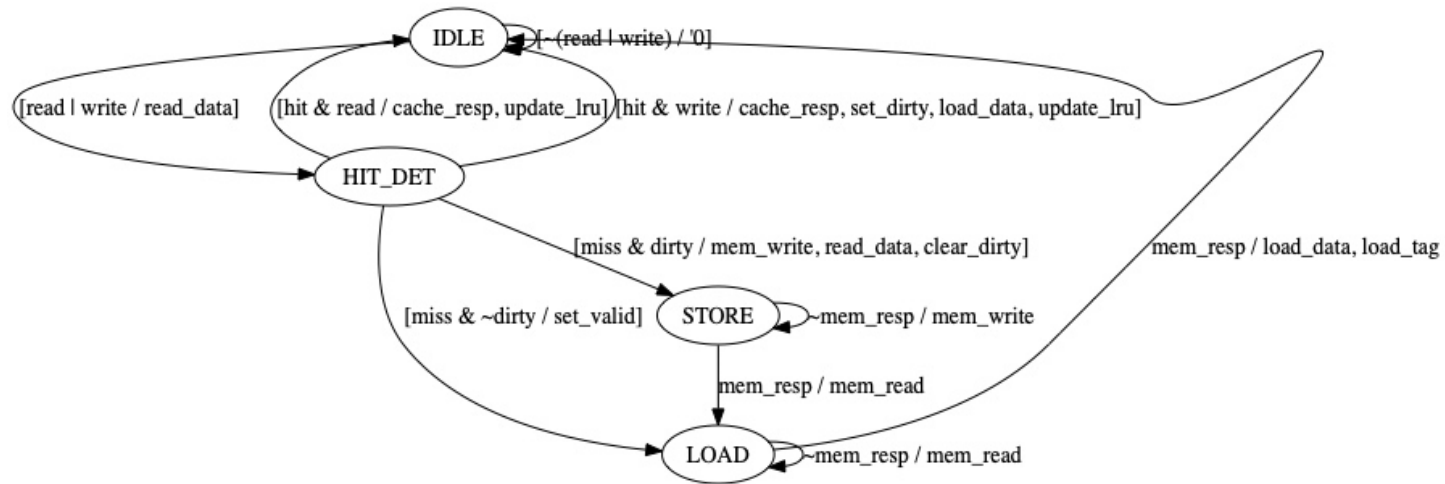 IDLE
[~(read | write) / '0]
[read | write / read_data]
[hit & read / cache_resp, update_lru]
[hit & write / cache_resp, set_dirty, load_data, update_lru]
HIT_DET
[miss & dirty / mem_write, read_data, clear_dirty]
mem_resp / load_data, load_tag
[miss & ~dirty / set_valid]
STORE
~mem_resp / mem_write
mem_resp / mem_read
LOAD
~mem_resp / mem_read